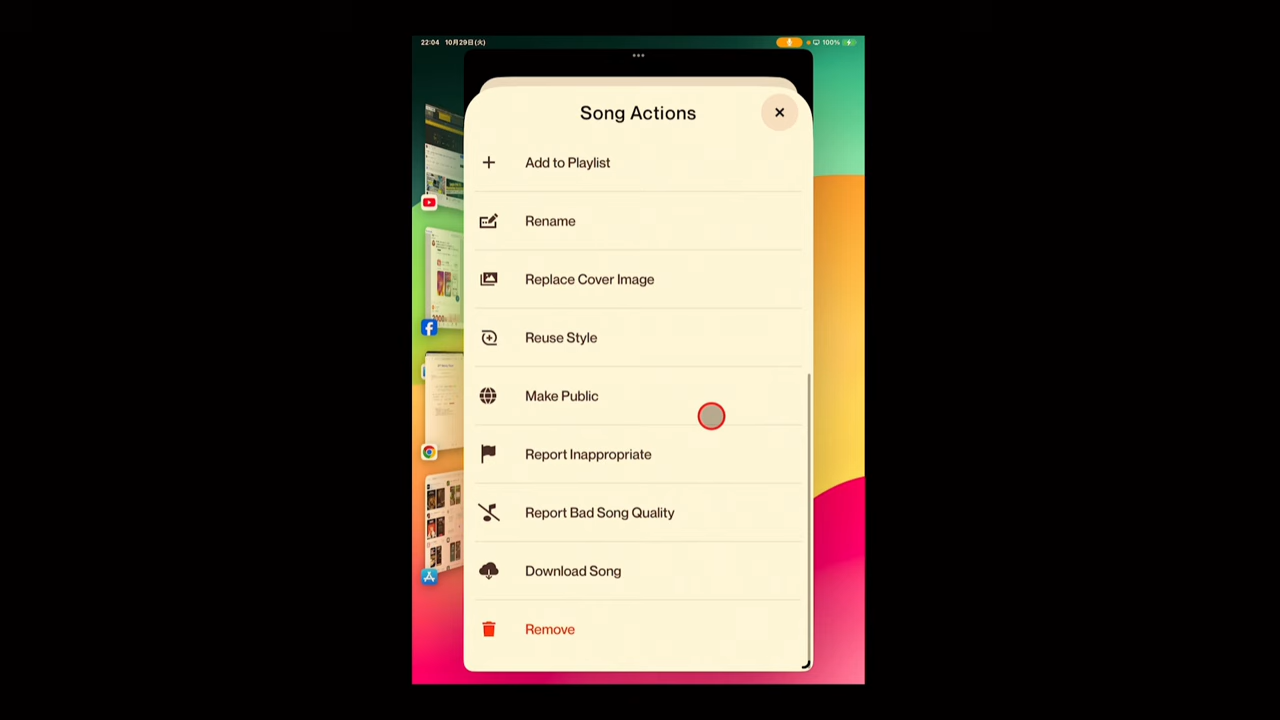 22:04 10月29日(火)
100%
Song Actions
Add to Playlist
Rename
Replace Cover Image
Reuse Style
Make Public
Report Inappropriate
Report Bad Song Quality
Download Song
Remove